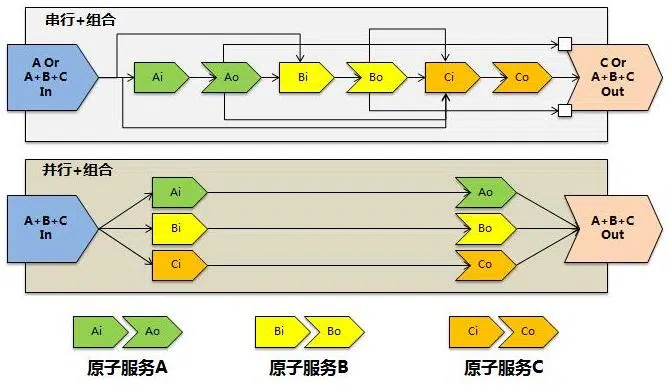 串行+组合
A Or
A+B+C
In
Ai
Ao
Bi
Bo
Ci
Co
C Or
A+B+C
Out
并行+组合
A+B+C
In
Ai
Ao
Bi
Bo
Ci
Co
A+B+C
Out
Ai
Ao
Bi
Bo
Ci
Co
原子服务A
原子服务B
原子服务C